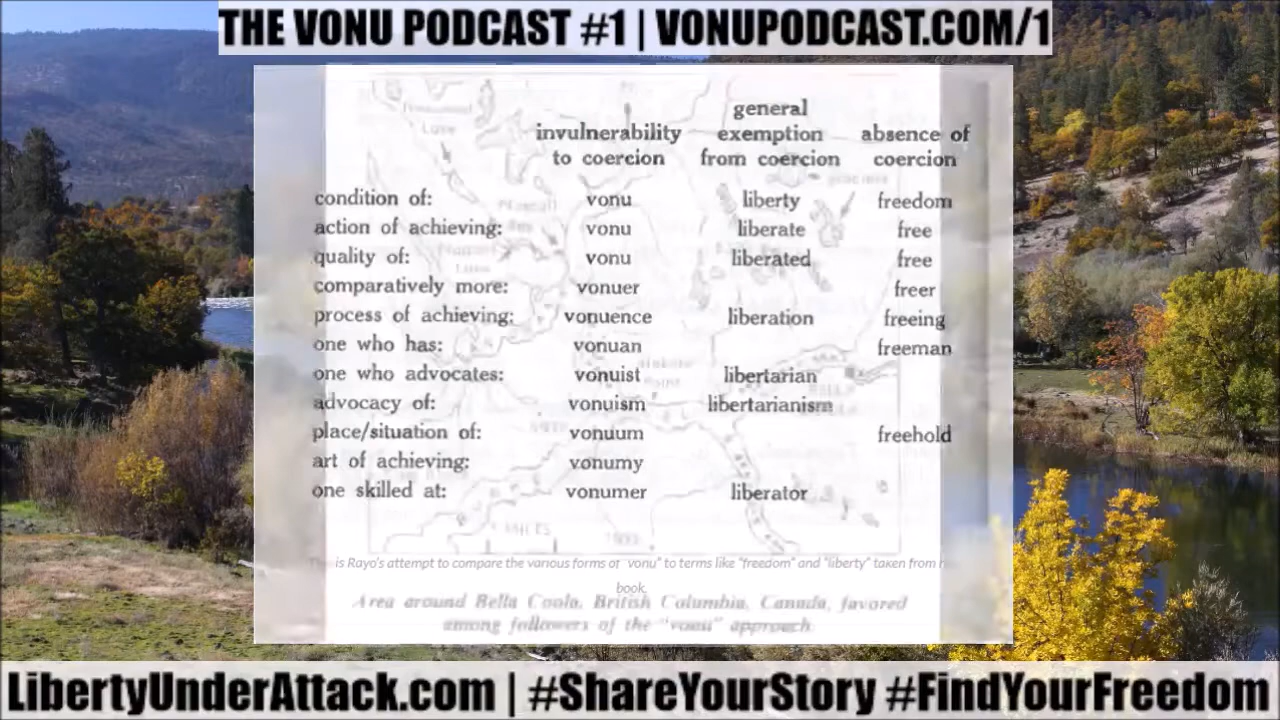 THE VONU PODCAST #1 | VONUPODCAST.COM/1
general
invulnerability exemption absence of
to coercion from coercion coercion
condition of: vonu liberty freedom
action of achieving: vonu liberate free
quality of: vonu liberated free
comparatively more: vonuer freer
process of achieving: vonuence liberation freeing
one who has: vonuan freeman
one who advocates: vonuist libertarian
advocacy of: vonuism libertarianism
place/situation of: vonuum freehold
art of achieving: vonumy
one skilled at: vonumer liberator
MILES
is Rayo's attempt to compare the various forms of "vonu" to terms like "freedom" and "liberty" taken from
book.
Area around Bella Coola, British Columbia, Canada, favored
among followers of the "vonu" approach
LibertyUnderAttack.com | #ShareYourStory #FindYourFreedom